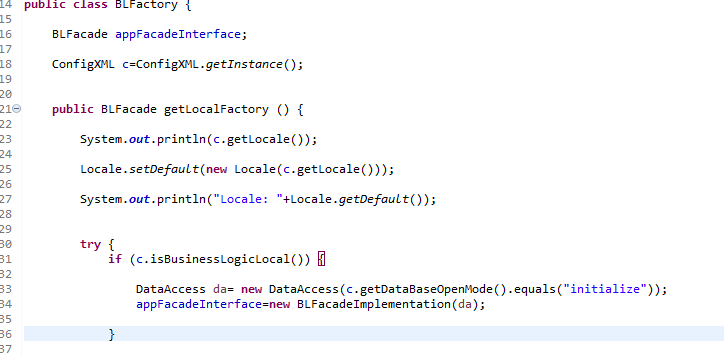 14 public class BLFactory {
15
16 BLFacade appFacadeInterface;
17
18 ConfigXML c=ConfigXML.getInstance();
19
20
21 public BLFacade getLocalFactory () {
22
23 System.out.println(c.getLocale());
24
25 Locale.setDefault(new Locale(c.getLocale()));
26
27 System.out.println("Locale: "+Locale.getDefault());
28
29
30 try {
31 if (c.isBusinessLogicLocal()) {
32
33 DataAccess da= new DataAccess(c.getDataBaseOpenMode().equals("initialize"));
34 appFacadeInterface=new BLFacadeImplementation(da);
35
36 }
37